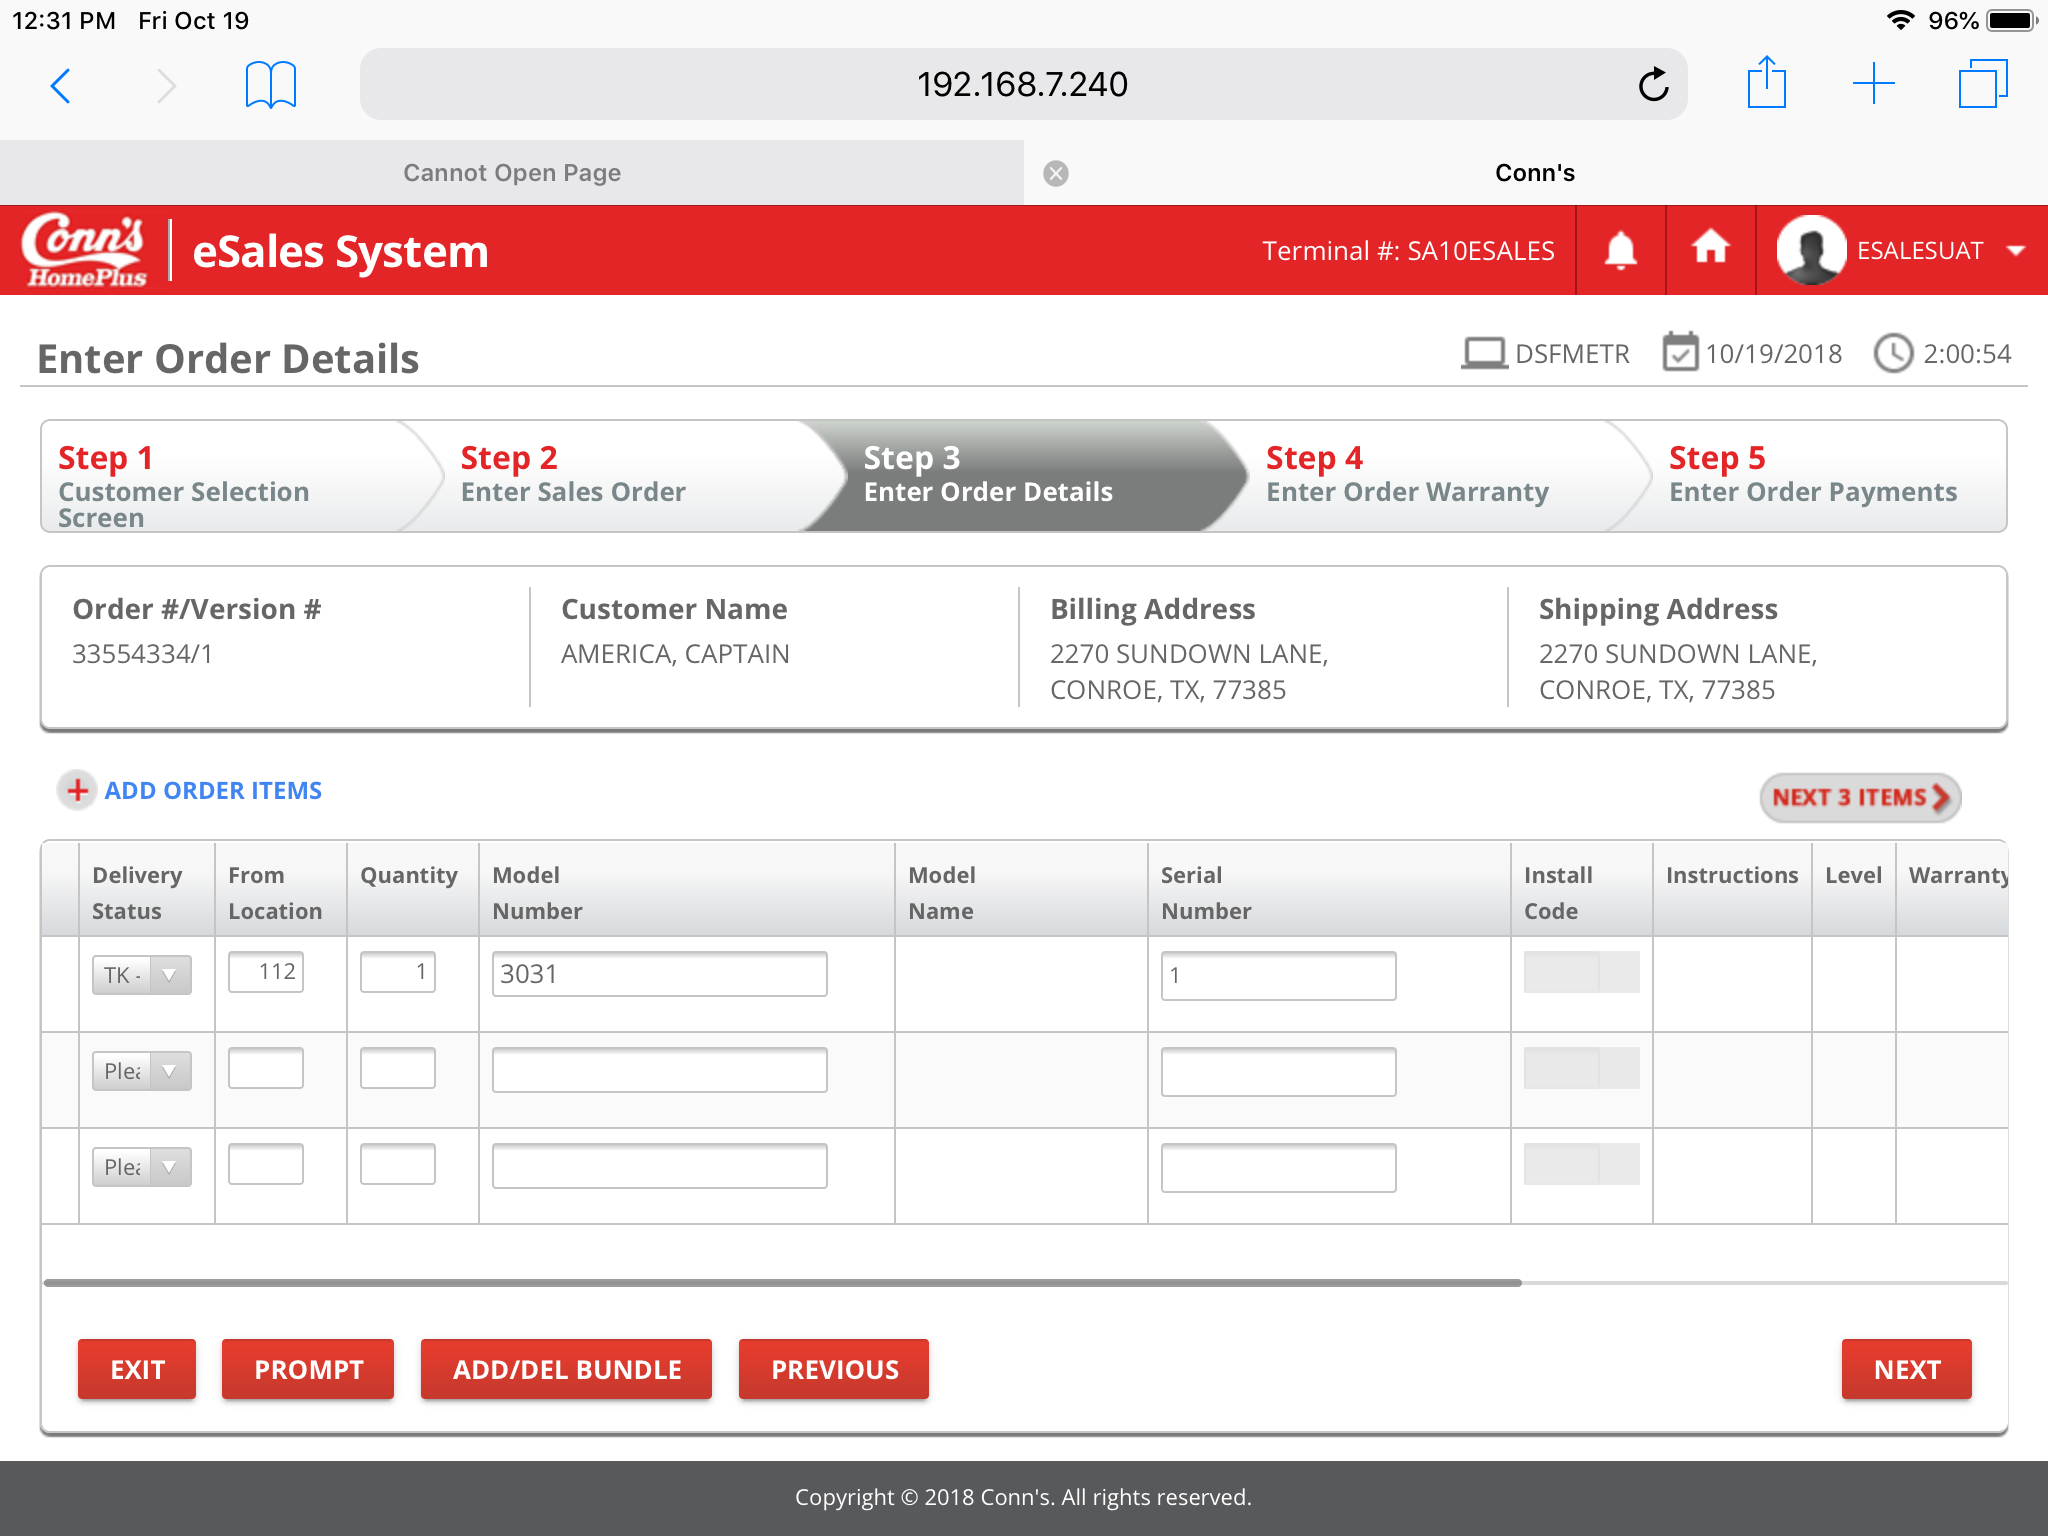 12:31 PM Fri Oct 19 96%
192.168.7.240
Cannot Open Page Conn's
Conn's HomePlus eSales System Terminal #: SA10ESALES ESALESUAT
Enter Order Details DSFMETR 10/19/2018 2:00:54
Step 1 Step 2 Step 3 Step 4 Step 5
Customer Selection Enter Sales Order Enter Order Details Enter Order Warranty Enter Order Payments
Screen
Order #/Version # Customer Name Billing Address Shipping Address
33554334/1 AMERICA, CAPTAIN 2270 SUNDOWN LANE, 2270 SUNDOWN LANE,
CONROE, TX, 77385 CONROE, TX, 77385
ADD ORDER ITEMS NEXT 3 ITEMS
Delivery From Quantity Model Model Serial Install Instructions Level Warranty
Status Location Number Name Number Code
TK - 112 1 3031 1
Plea
Plea
EXIT PROMPT ADD/DEL BUNDLE PREVIOUS NEXT
Copyright © 2018 Conn's. All rights reserved.